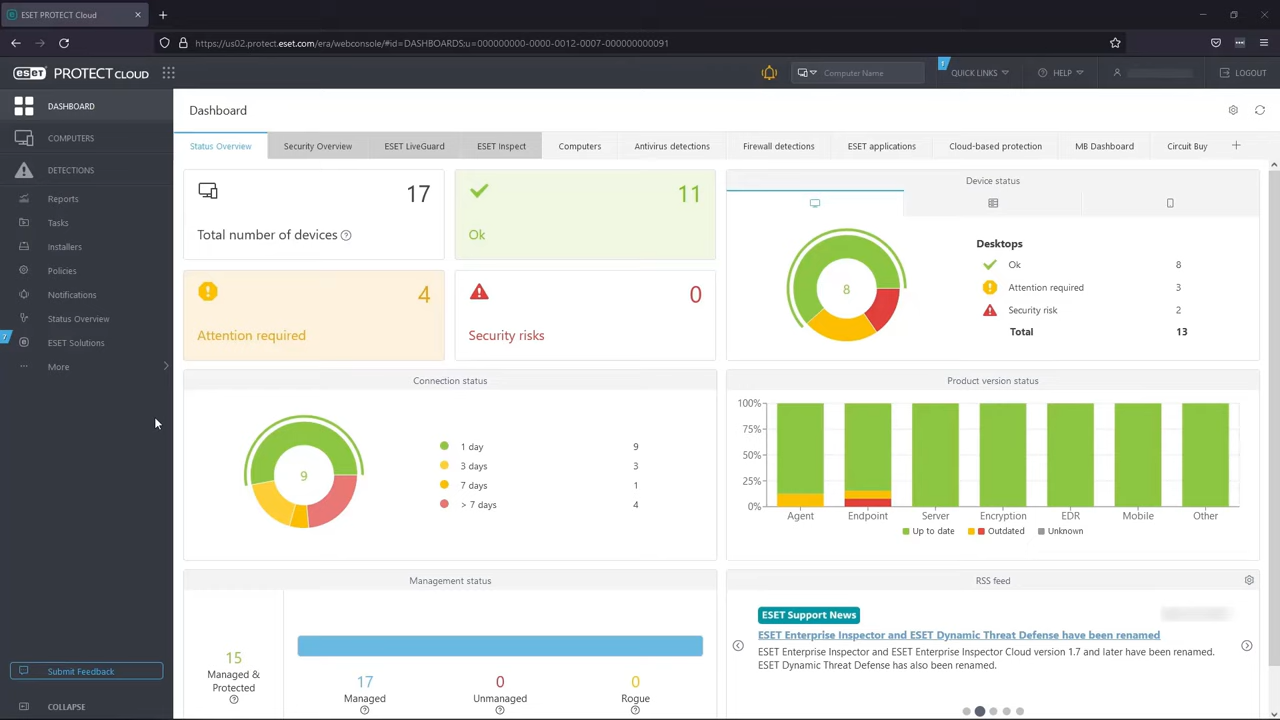 ESET PROTECT Cloud
https://us02.protect.eset.com/era/webconsole/#id=DASHBOARDS;u=000000000-0000-0012-0007-000000000091
eset PROTECT CLOUD
Computer Name
QUICK LINKS
HELP
LOGOUT
DASHBOARD
COMPUTERS
DETECTIONS
Reports
Tasks
Installers
Policies
Notifications
Status Overview
7
ESET Solutions
More
Submit Feedback
COLLAPSE
Dashboard
Status Overview
Security Overview
ESET LiveGuard
ESET Inspect
Computers
Antivirus detections
Firewall detections
ESET applications
Cloud-based protection
MB Dashboard
Circuit Buy
17
Total number of devices
11
Ok
4
Attention required
0
Security risks
Device status
8
Desktops
Ok 8
Attention required 3
Security risk 2
Total 13
Connection status
9
1 day 9
3 days 3
7 days 1
> 7 days 4
Product version status
100%
75%
50%
25%
0%
Agent Endpoint Server Encryption EDR Mobile Other
Up to date Outdated Unknown
Management status
15
Managed &
Protected
17
Managed
0
Unmanaged
0
Rogue
RSS feed
ESET Support News
ESET Enterprise Inspector and ESET Dynamic Threat Defense have been renamed
ESET Enterprise Inspector and ESET Enterprise Inspector Cloud version 1.7 and later have been renamed.
ESET Dynamic Threat Defense has also been renamed.